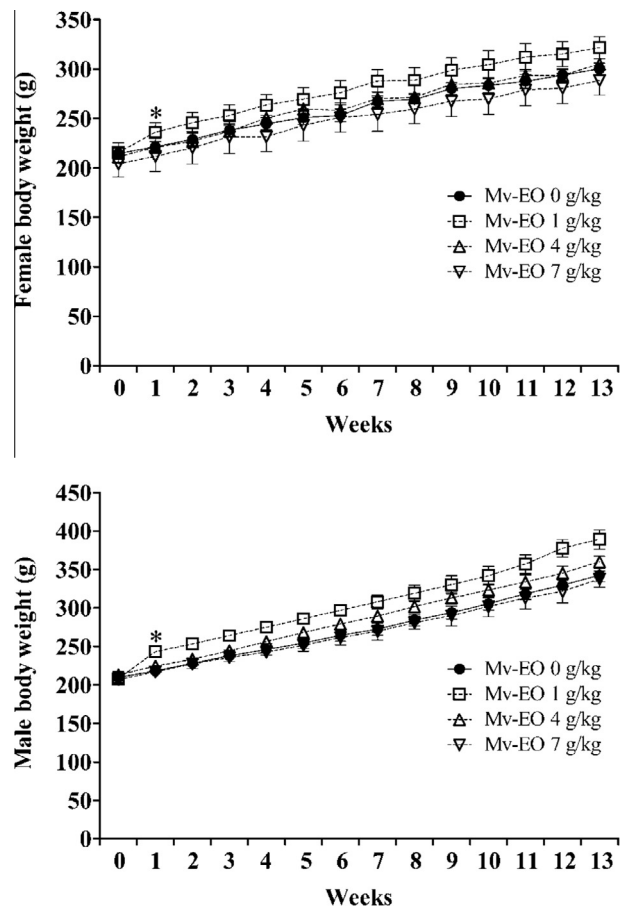 350
300
250
200
150
100
50
0
Female body weight (g)
*
Mv-EO 0 g/kg
Mv-EO 1 g/kg
Mv-EO 4 g/kg
Mv-EO 7 g/kg
0 1 2 3 4 5 6 7 8 9 10 11 12 13
Weeks
450
400
350
300
250
200
150
100
50
0
Male body weight (g)
*
Mv-EO 0 g/kg
Mv-EO 1 g/kg
Mv-EO 4 g/kg
Mv-EO 7 g/kg
0 1 2 3 4 5 6 7 8 9 10 11 12 13
Weeks